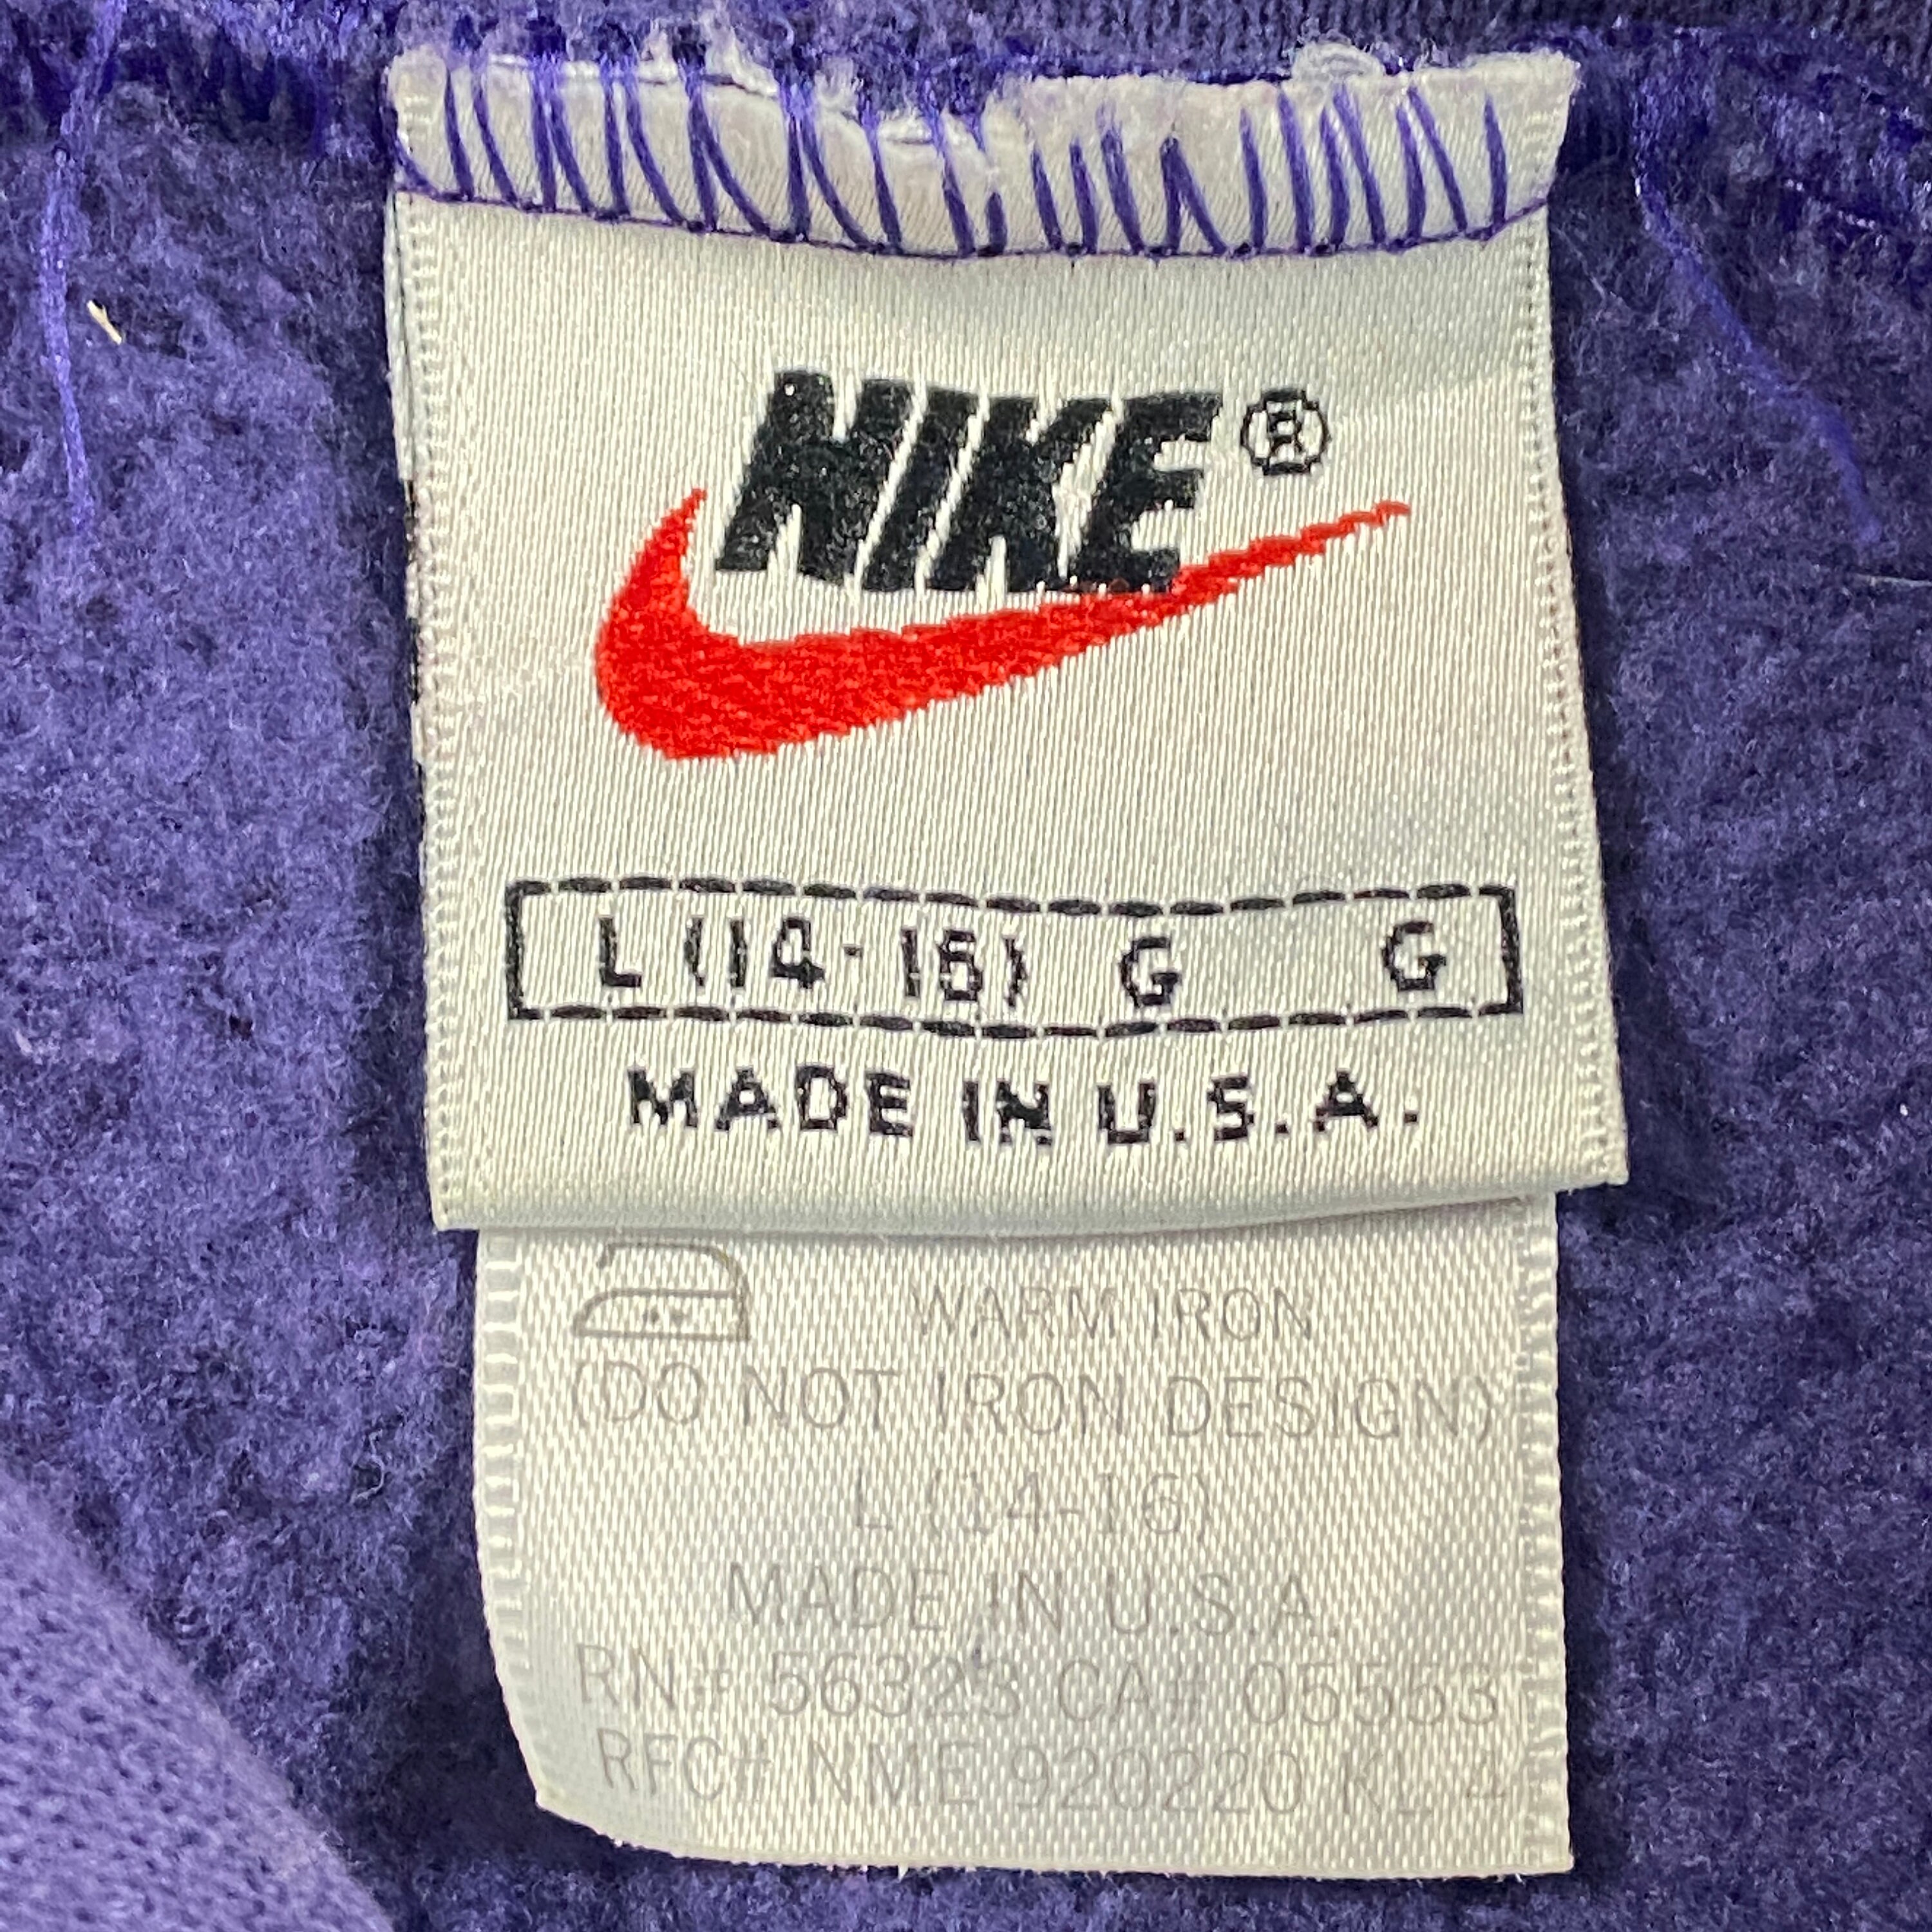 NIKE®
L (14-16) G G
MADE IN U.S.A.
WARM IRON
(DO NOT IRON DESIGN)
L (14-16)
MADE IN U.S.A.
RN# 56323 CA# 05553
RFC# NME 920220 K